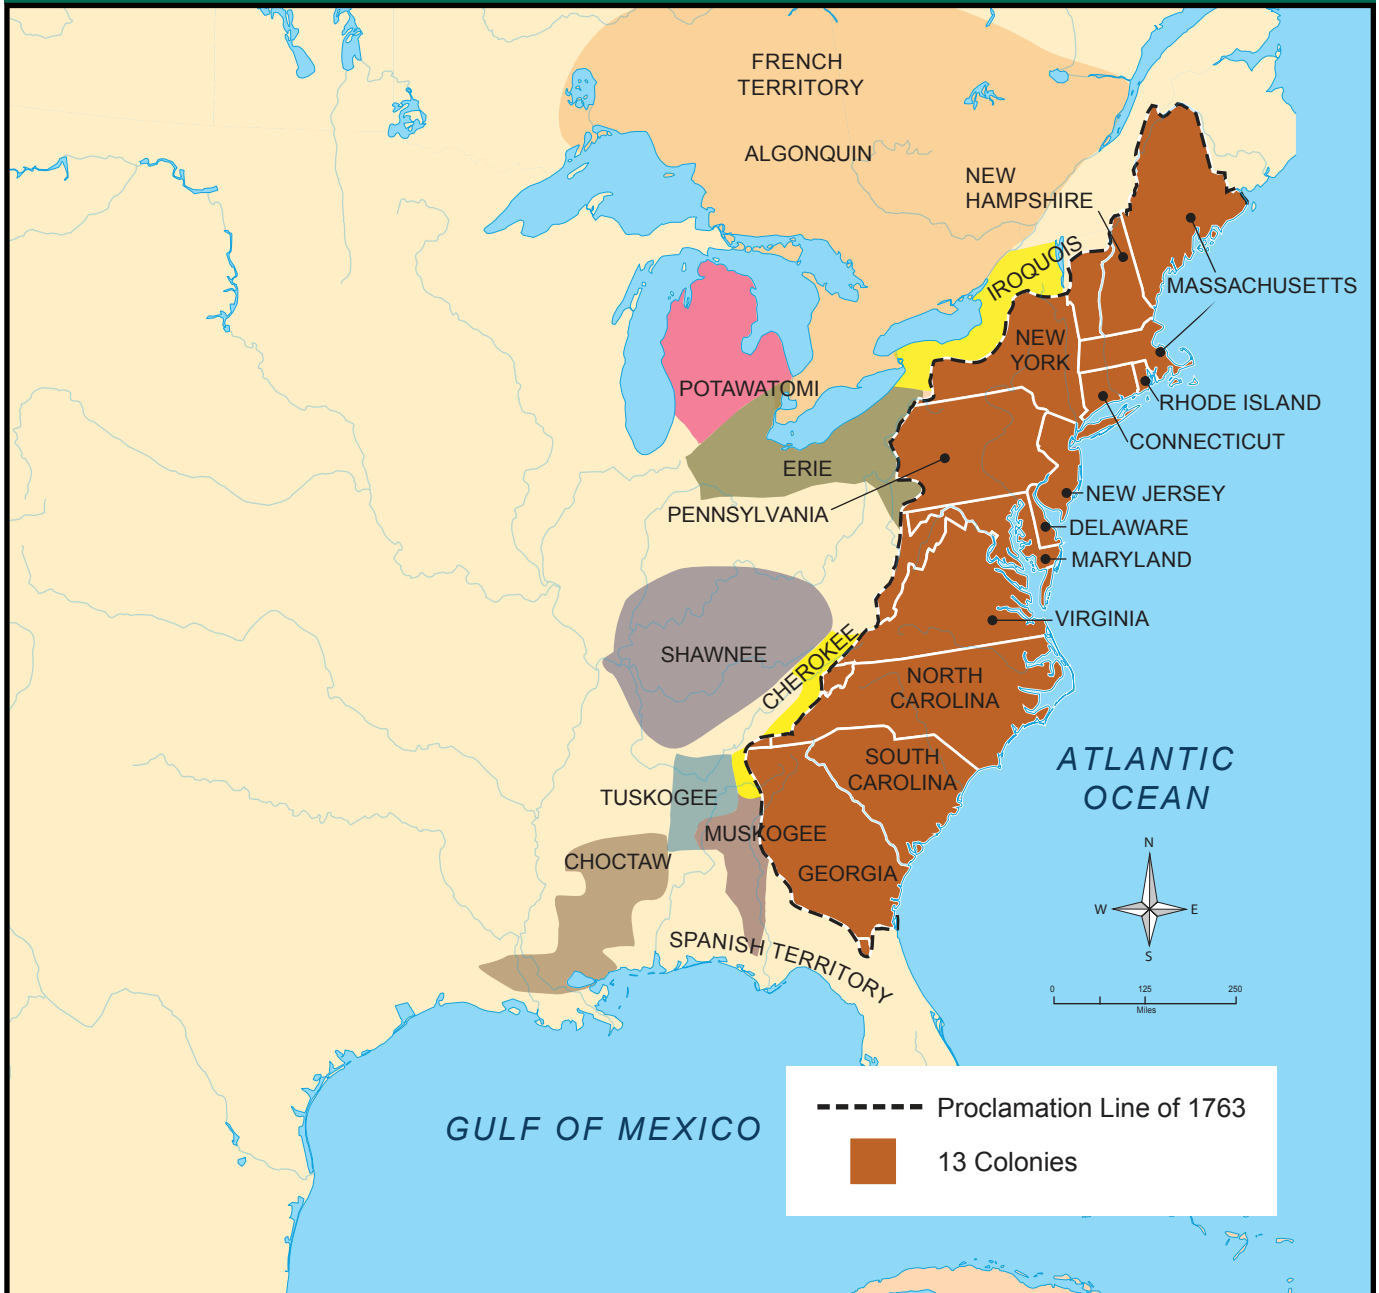 FRENCH
TERRITORY
ALGONQUIN
NEW
HAMPSHIRE
IROQUOIS
MASSACHUSETTS
NEW
YORK
POTAWATOMI
RHODE ISLAND
CONNECTICUT
ERIE
NEW JERSEY
PENNSYLVANIA
DELAWARE
MARYLAND
VIRGINIA
SHAWNEE
CHEROKEE
NORTH
CAROLINA
SOUTH
CAROLINA
ATLANTIC
OCEAN
TUSKOGEE
MUSKOGEE
CHOCTAW
GEORGIA
N
W E
S
SPANISH TERRITORY
0 125 250
Miles
GULF OF MEXICO
Proclamation Line of 1763
13 Colonies